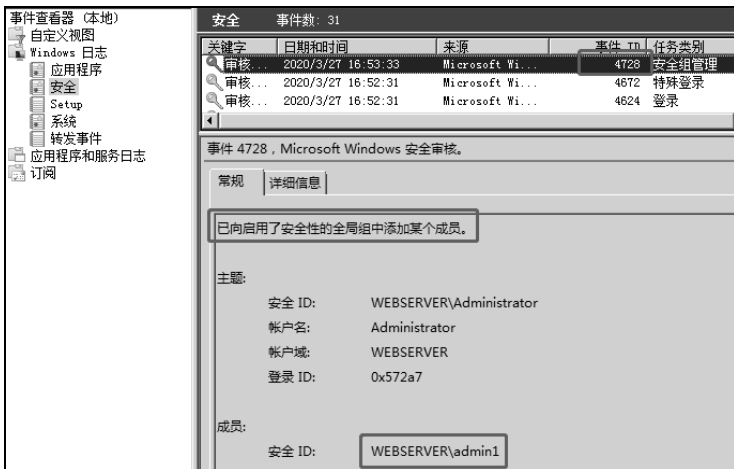 事件查看器 (本地)
自定义视图
Windows 日志
应用程序
安全
Setup
系统
转发事件
应用程序和服务日志
订阅
安全 事件数: 31
关键字 日期和时间 来源 事件 ID 任务类别
审核... 2020/3/27 16:53:33 Microsoft Wi... 4728 安全组管理
审核... 2020/3/27 16:52:31 Microsoft Wi... 4672 特殊登录
审核... 2020/3/27 16:52:31 Microsoft Wi... 4624 登录
事件 4728，Microsoft Windows 安全审核。
常规 详细信息
已向启用了安全性的全局组中添加某个成员。
主题:
安全 ID: WEBSERVER\Administrator
帐户名: Administrator
帐户域: WEBSERVER
登录 ID: 0x572a7
成员:
安全 ID: WEBSERVER\admin1